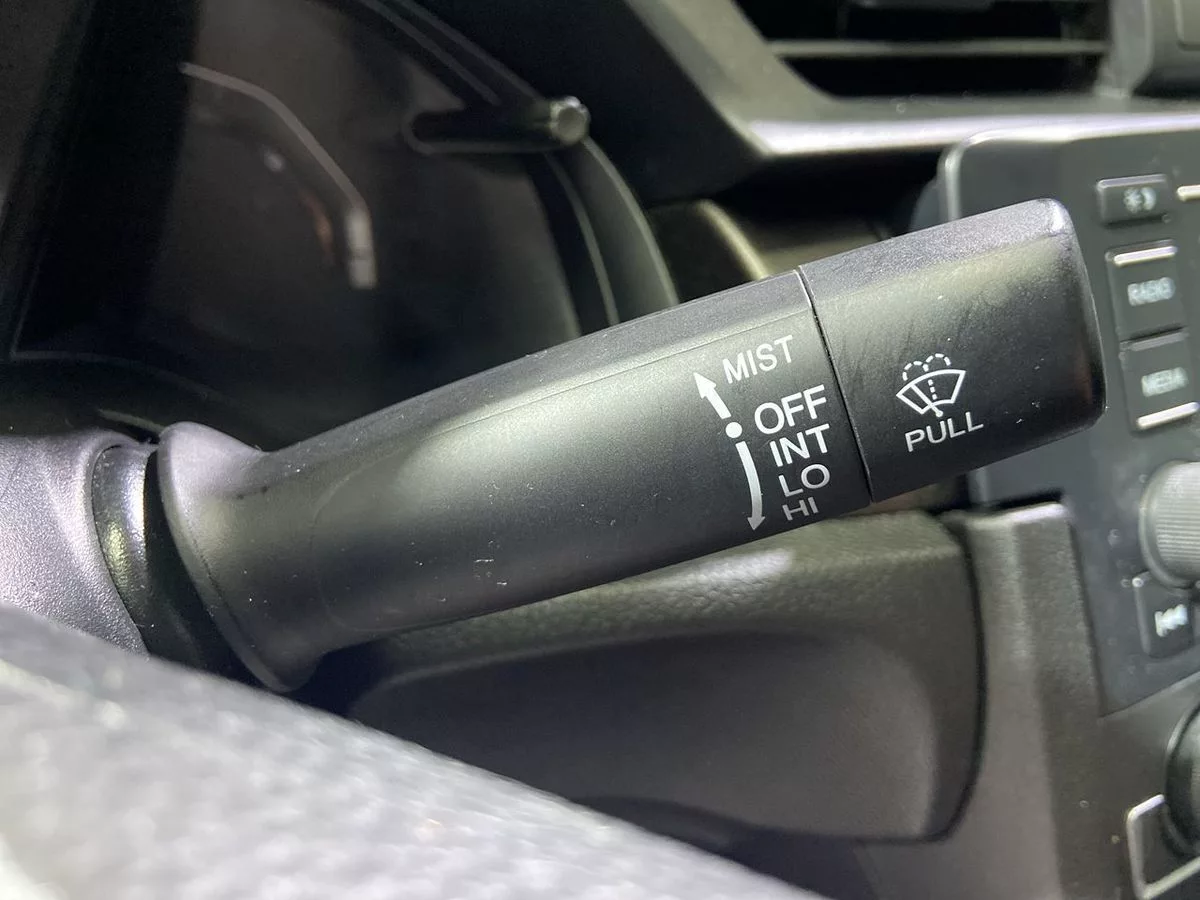 MIST
OFF
INT
LO
HI
PULL
RADIO
MEDIA